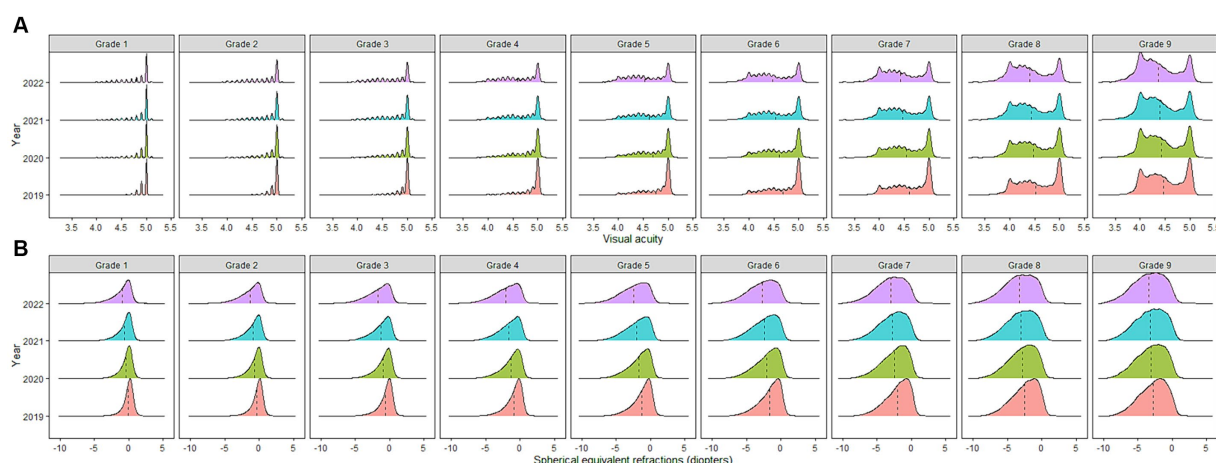 A
Grade 1 Grade 2 Grade 3 Grade 4 Grade 5 Grade 6 Grade 7 Grade 8 Grade 9
2022
2021
2020
2019
Year
3.5 4.0 4.5 5.0 5.5 3.5 4.0 4.5 5.0 5.5 3.5 4.0 4.5 5.0 5.5 3.5 4.0 4.5 5.0 5.5 3.5 4.0 4.5 5.0 5.5 3.5 4.0 4.5 5.0 5.5 3.5 4.0 4.5 5.0 5.5 3.5 4.0 4.5 5.0 5.5 3.5 4.0 4.5 5.0 5.5
Visual acuity
B
Grade 1 Grade 2 Grade 3 Grade 4 Grade 5 Grade 6 Grade 7 Grade 8 Grade 9
2022
2021
2020
2019
Year
-10 -5 0 5 -10 -5 0 5 -10 -5 0 5 -10 -5 0 5 -10 -5 0 5 -10 -5 0 5 -10 -5 0 5 -10 -5 0 5 -10 -5 0 5
Spherical equivalent refractions (diopters)